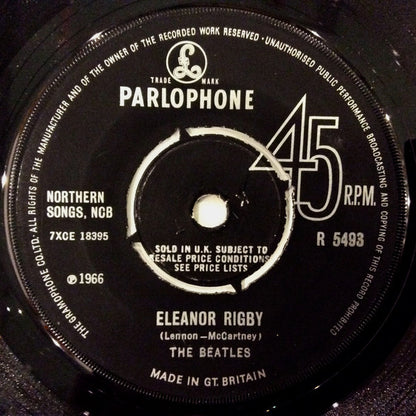 THE GRAMOPHONE CO. LTD. ALL RIGHTS OF THE MANUFACTURER AND OF THE OWNER OF THE RECORDED WORK RESERVED · UNAUTHORISED PUBLIC PERFORMANCE BROADCASTING AND COPYING OF THIS RECORD PROHIBITED
£
TRADE MARK
PARLOPHONE
45
R.P.M.
NORTHERN
SONGS, NCB
7XCE 18395
R 5493
SOLD IN U.K. SUBJECT TO
RESALE PRICE CONDITIONS
SEE PRICE LISTS
℗ 1966
ELEANOR RIGBY
(Lennon—McCartney)
THE BEATLES
MADE IN GT. BRITAIN